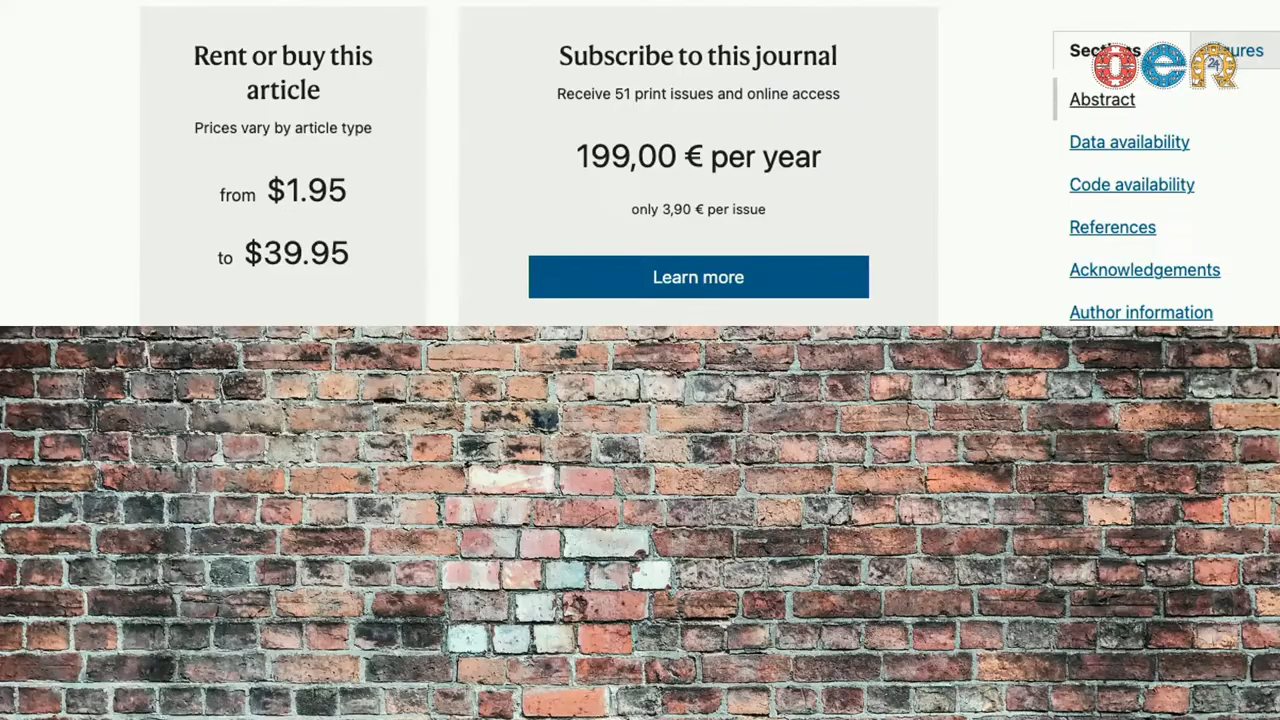 Rent or buy this
article
Prices vary by article type
from $1.95
to $39.95
Subscribe to this journal
Receive 51 print issues and online access
199,00 € per year
only 3,90 € per issue
Learn more
oeR
24
Abstract
Data availability
Code availability
References
Acknowledgements
Author information